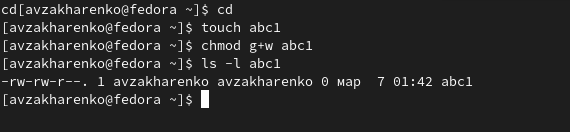 cd[avzakharenko@fedora ~]$ cd
[avzakharenko@fedora ~]$ touch abc1
[avzakharenko@fedora ~]$ chmod g+w abc1
[avzakharenko@fedora ~]$ ls -l abc1
-rw-rw-r--. 1 avzakharenko avzakharenko 0 мар  7 01:42 abc1
[avzakharenko@fedora ~]$